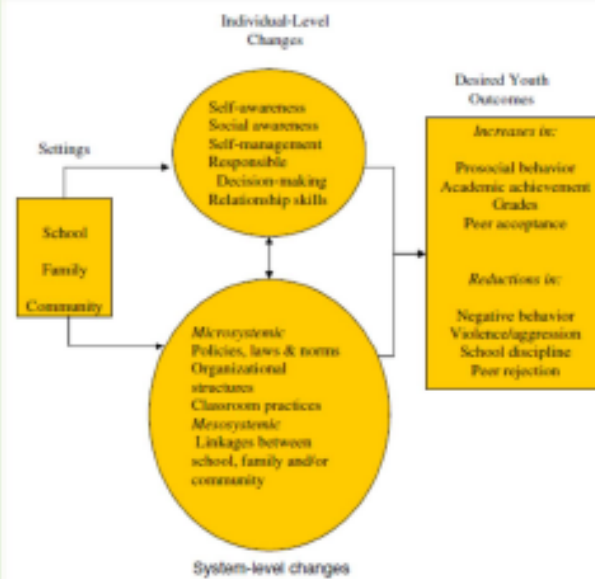 Individual-Level
Changes
Desired Youth
Outcomes
Settings
School
Family
Community
Self-awareness
Social awareness
Self-management
Responsible
Decision-making
Relationship skills
Microsystemic
Policies, laws & norms
Organizational
structures
Classroom practices
Mesosystemic
Linkages between
school, family and/or
community
System-level changes
Increases in:
Prosocial behavior
Academic achievement
Grades
Peer acceptance
Reductions in:
Negative behavior
Violence/aggression
School discipline
Peer rejection